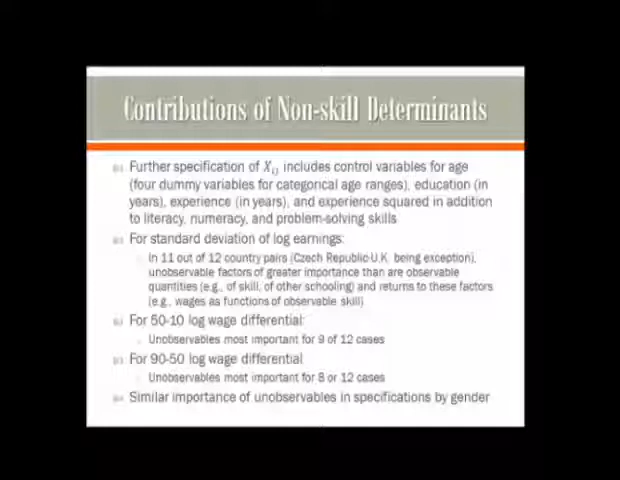 Contributions of Non-skill Determinants
Further specification of Xij includes control variables for age
(four dummy variables for categorical age ranges), education (in
years), experience (in years), and experience squared in addition
to literacy, numeracy, and problem-solving skills
For standard deviation of log earnings:
In 11 out of 12 country pairs (Czech Republic-U.K. being exception),
unobservable factors of greater importance than are observable
quantities (e.g., of skill, of other schooling) and returns to these factors
(e.g., wages as functions of observable skill)
For 50-10 log wage differential:
Unobservables most important for 9 of 12 cases
For 90-50 log wage differential
Unobservables most important for 8 or 12 cases
Similar importance of unobservables in specifications by gender